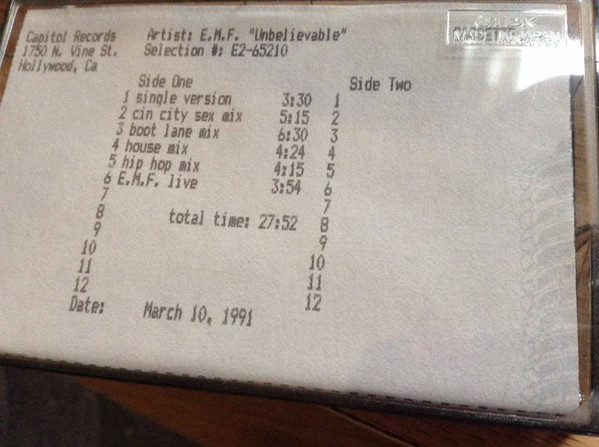 Capitol Records
1750 N. Vine St.
Hollywood, Ca
Artist: E.M.F. "Unbelievable"
Selection #: E2-65210
MADE IN JAPAN
Side One
1 single version 3:30
2 cin city sex mix 5:15
3 boot lane mix 6:30
4 house mix 4:24
5 hip hop mix 4:15
6 E.M.F. live 3:54
7
8
9
10
11
12
total time: 27:52
Side Two
1
2
3
4
5
6
7
8
9
10
11
12
Date: March 10, 1991